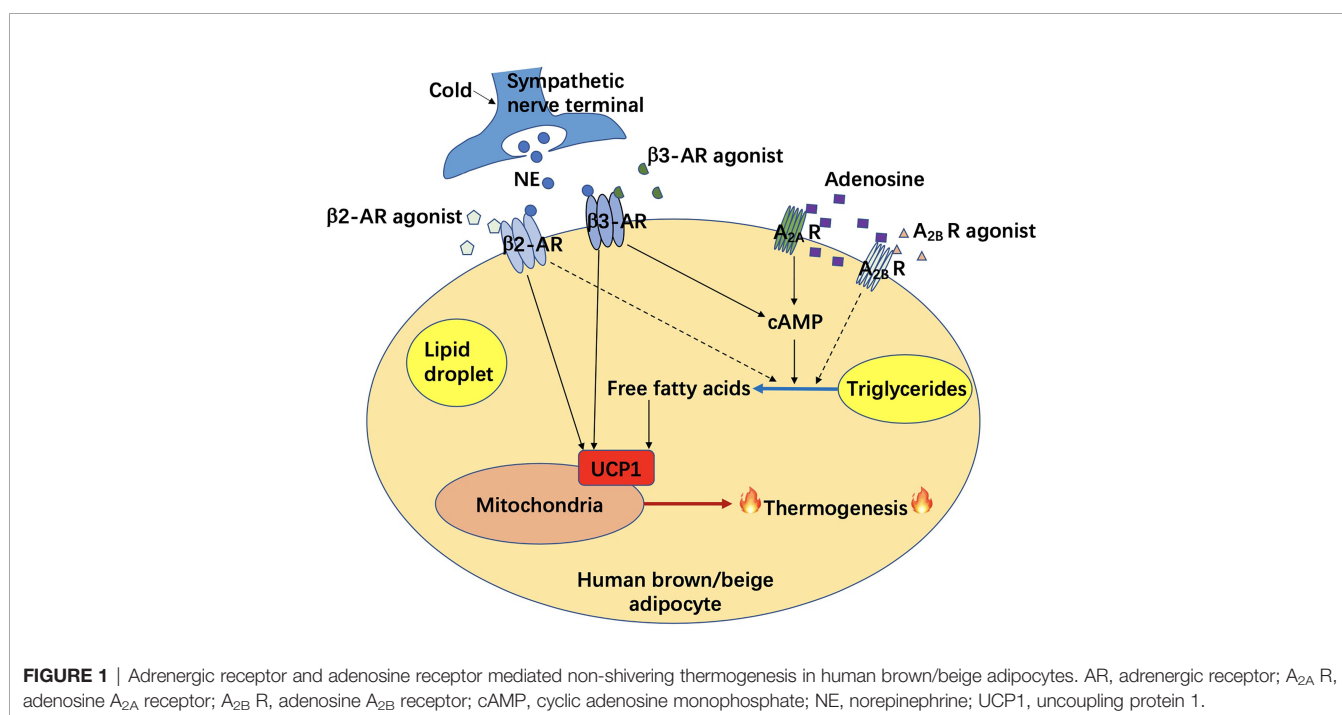 Cold
Sympathetic
nerve terminal
NE
β3-AR agonist
β2-AR agonist
β3-AR
β2-AR
Adenosine
A2A R
A2B R agonist
A2B R
cAMP
Lipid
droplet
Free fatty acids
Triglycerides
UCP1
Mitochondria
Thermogenesis
Human brown/beige
adipocyte
FIGURE 1 | Adrenergic receptor and adenosine receptor mediated non-shivering thermogenesis in human brown/beige adipocytes. AR, adrenergic receptor; A2A R,
adenosine A2A receptor; A2B R, adenosine A2B receptor; cAMP, cyclic adenosine monophosphate; NE, norepinephrine; UCP1, uncoupling protein 1.